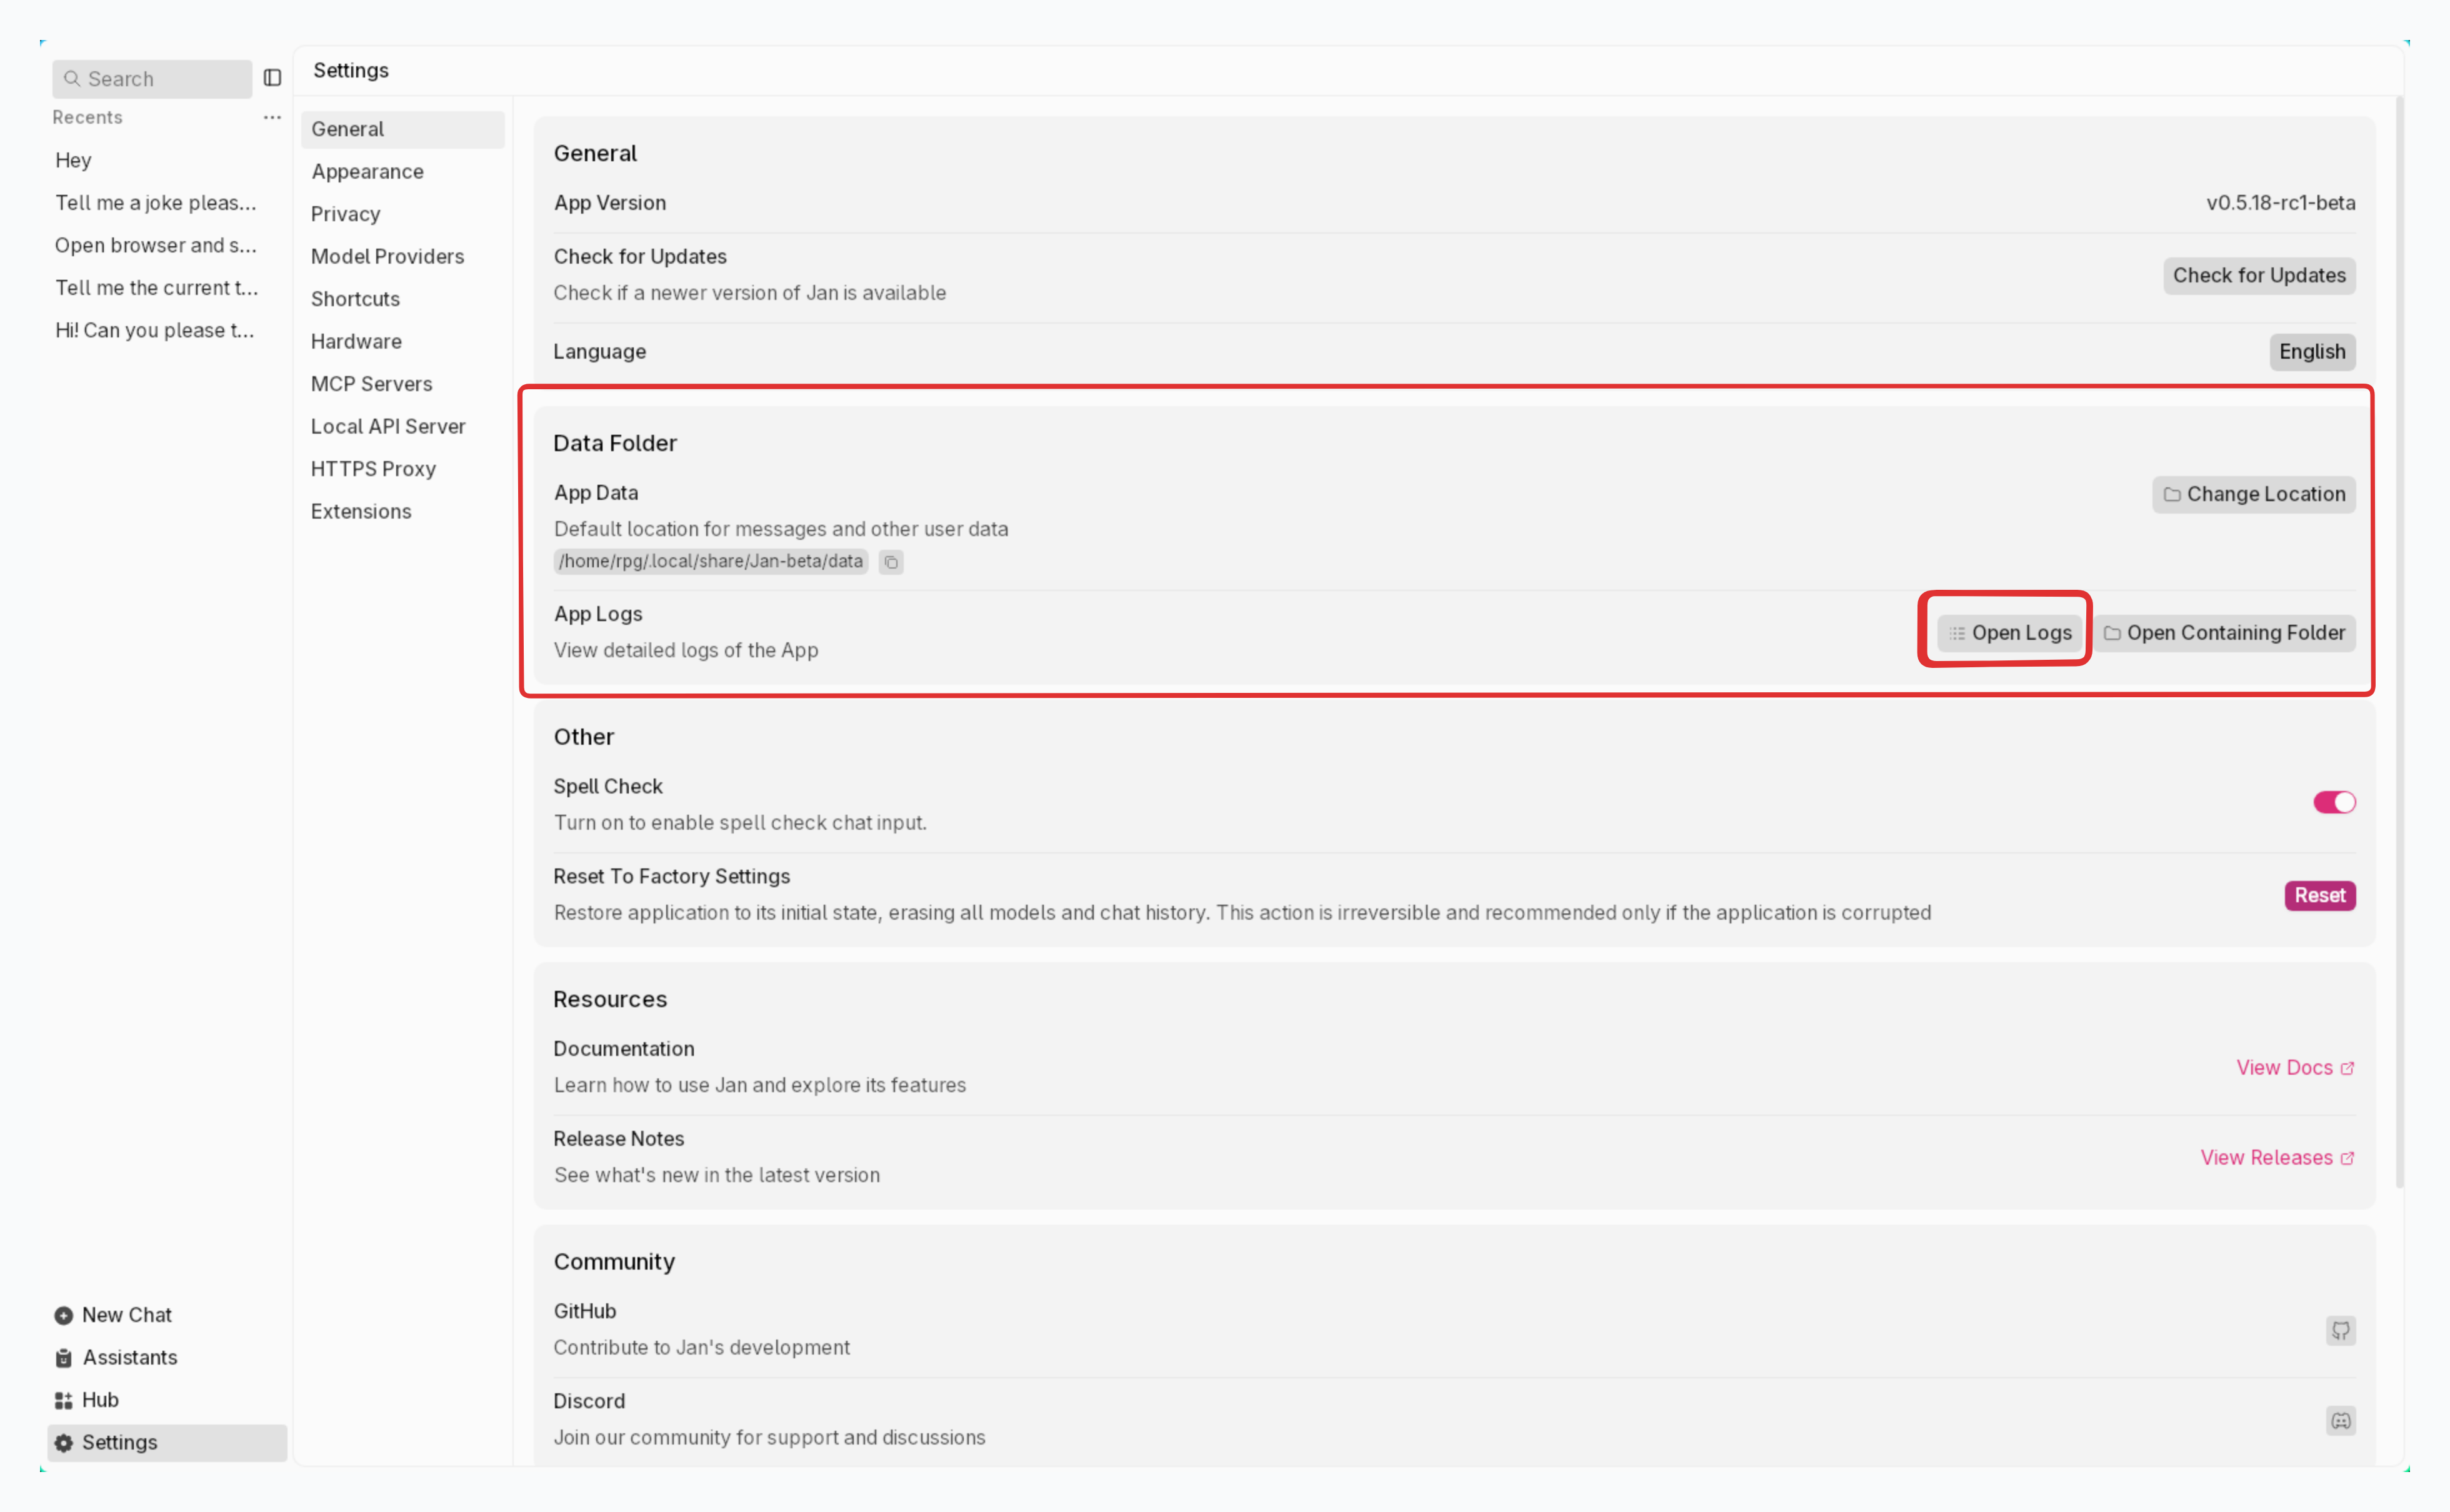 Search
Recents
Hey
Tell me a joke pleas...
Open browser and s...
Tell me the current t...
Hi! Can you please t...
New Chat
Assistants
Hub
Settings
Settings
General
Appearance
Privacy
Model Providers
Shortcuts
Hardware
MCP Servers
Local API Server
HTTPS Proxy
Extensions
General
App Version
v0.5.18-rc1-beta
Check for Updates
Check if a newer version of Jan is available
Check for Updates
Language
English
Data Folder
App Data
Default location for messages and other user data
/home/rpg/.local/share/Jan-beta/data
Change Location
App Logs
View detailed logs of the App
Open Logs
Open Containing Folder
Other
Spell Check
Turn on to enable spell check chat input.
Reset To Factory Settings
Restore application to its initial state, erasing all models and chat history. This action is irreversible and recommended only if the application is corrupted
Reset
Resources
Documentation
Learn how to use Jan and explore its features
View Docs
Release Notes
See what's new in the latest version
View Releases
Community
GitHub
Contribute to Jan's development
Discord
Join our community for support and discussions